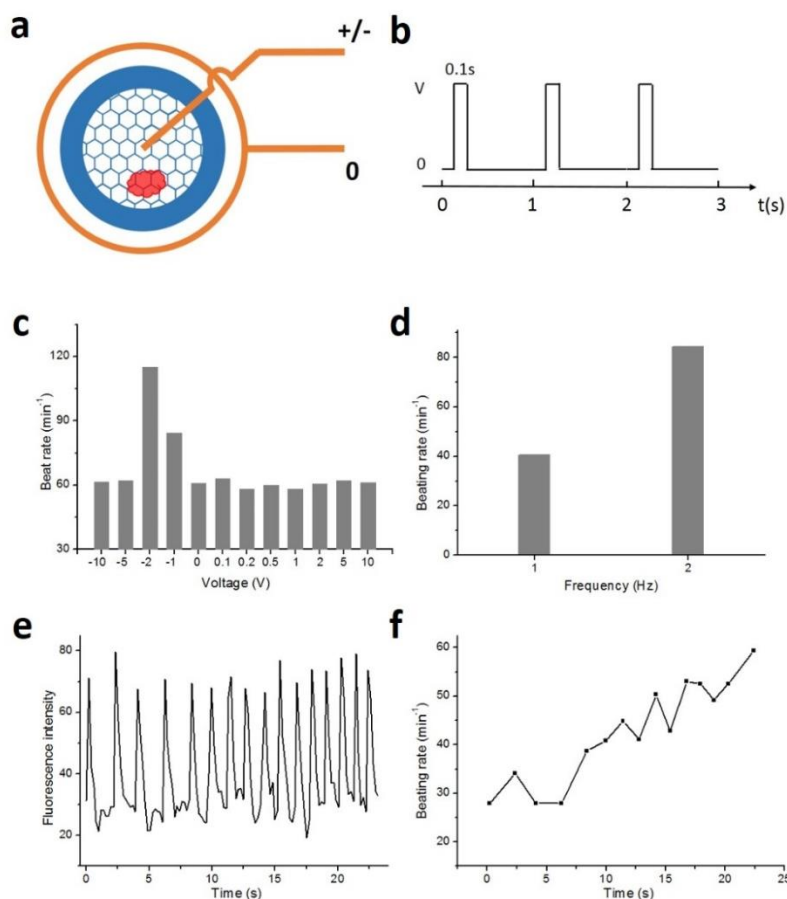 a
+/-
0
b
0.1s
V
0
0 1 2 3 t(s)
c
120
90
60
30
Beat rate (min⁻¹)
-10 -5 -2 -1 0 0.1 0.2 0.5 1 2 5 10
Voltage (V)
d
80
60
40
20
0
Beating rate (min⁻¹)
1 2
Frequency (Hz)
e
80
60
40
20
Fluorescence intensity
0 5 10 15 20
Time (s)
f
60
50
40
30
20
Beating rate (min⁻¹)
0 5 10 15 20 25
Time (s)